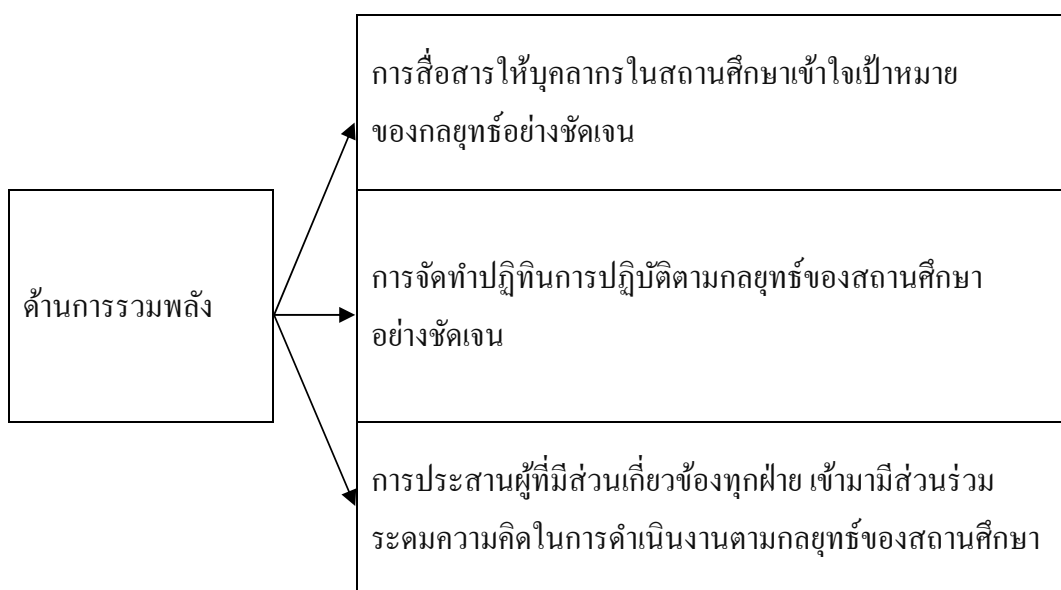 การสื่อสารให้บุคลากรในสถานศึกษาเข้าใจเป้าหมาย
ของกลยุทธ์อย่างชัดเจน
ด้านการรวมพลัง
การจัดทำปฏิทินการปฏิบัติตามกลยุทธ์ของสถานศึกษา
อย่างชัดเจน
การประสานผู้ที่มีส่วนเกี่ยวข้องทุกฝ่าย เข้ามามีส่วนร่วม
ระดมความคิดในการดำเนินงานตามกลยุทธ์ของสถานศึกษา